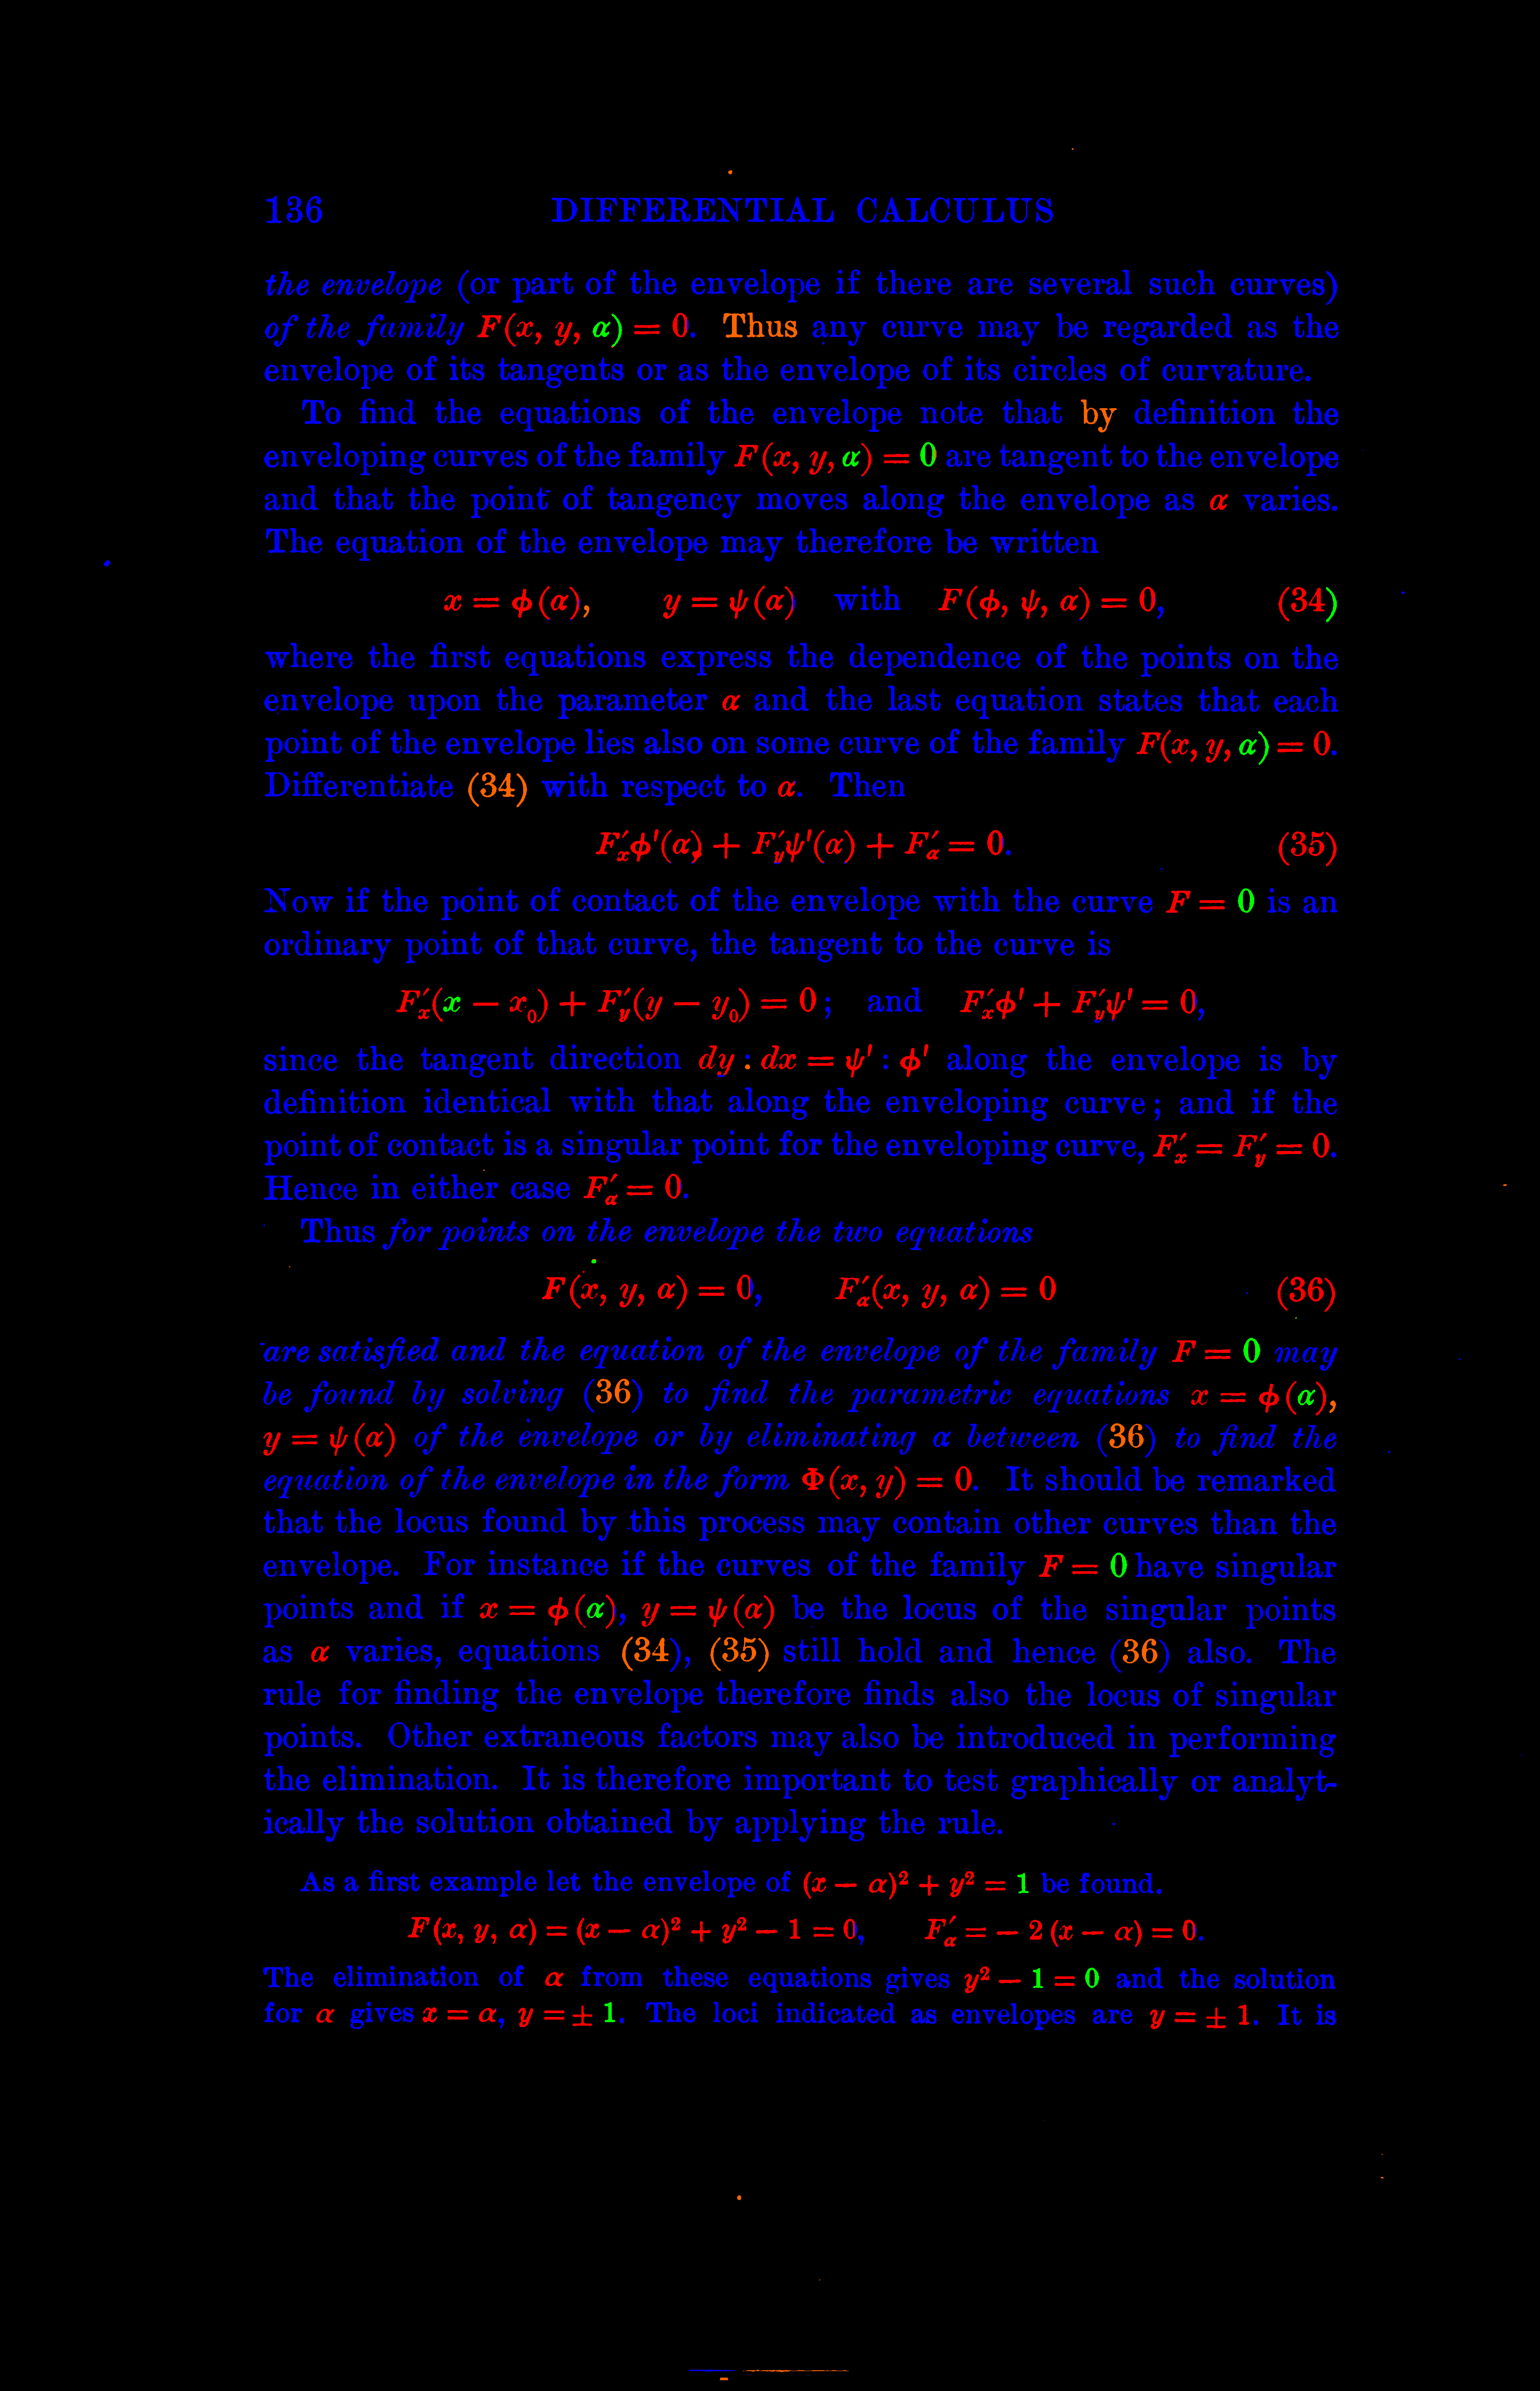 136 DIFFERENTIAL CALCULUS
the envelope (or part of the envelope if there are several such curves)
of the family F(x, y, α) = 0. Thus any curve may be regarded as the
envelope of its tangents or as the envelope of its circles of curvature.
To find the equations of the envelope note that by definition the
enveloping curves of the family F(x, y, α) = 0 are tangent to the envelope
and that the point of tangency moves along the envelope as α varies.
The equation of the envelope may therefore be written
x = ϕ(α), y = ψ(α) with F(ϕ, ψ, α) = 0, (34)
where the first equations express the dependence of the points on the
envelope upon the parameter α and the last equation states that each
point of the envelope lies also on some curve of the family F(x, y, α) = 0.
Differentiate (34) with respect to α. Then
F′ₓϕ′(α) + F′_yψ′(α) + F′_α = 0. (35)
Now if the point of contact of the envelope with the curve F = 0 is an
ordinary point of that curve, the tangent to the curve is
F′ₓ(x − x₀) + F′_y(y − y₀) = 0; and F′ₓϕ′ + F′_yψ′ = 0,
since the tangent direction dy : dx = ψ′ : ϕ′ along the envelope is by
definition identical with that along the enveloping curve; and if the
point of contact is a singular point for the enveloping curve, F′ₓ = F′_y = 0.
Hence in either case F′_α = 0.
Thus for points on the envelope the two equations
F(x, y, α) = 0, F′_α(x, y, α) = 0 (36)
are satisfied and the equation of the envelope of the family F = 0 may
be found by solving (36) to find the parametric equations x = ϕ(α),
y = ψ(α) of the envelope or by eliminating α between (36) to find the
equation of the envelope in the form Φ(x, y) = 0. It should be remarked
that the locus found by this process may contain other curves than the
envelope. For instance if the curves of the family F = 0 have singular
points and if x = ϕ(α), y = ψ(α) be the locus of the singular points
as α varies, equations (34), (35) still hold and hence (36) also. The
rule for finding the envelope therefore finds also the locus of singular
points. Other extraneous factors may also be introduced in performing
the elimination. It is therefore important to test graphically or analyt-
ically the solution obtained by applying the rule.
As a first example let the envelope of (x − α)² + y² = 1 be found.
F(x, y, α) = (x − α)² + y² − 1 = 0, F′_α = − 2 (x − α) = 0.
The elimination of α from these equations gives y² − 1 = 0 and the solution
for α gives x = α, y = ± 1. The loci indicated as envelopes are y = ± 1. It is